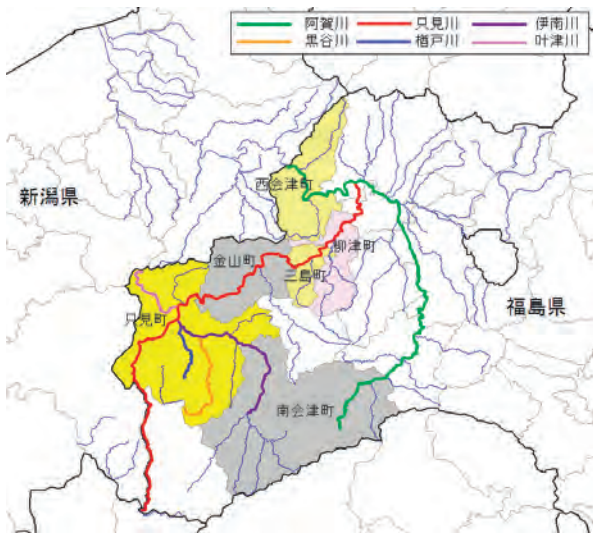 阿賀川 只見川 伊南川
黒谷川 楢戸川 叶津川
西会津町
新潟県
柳津町
金山町
三島町
福島県
只見町
南会津町